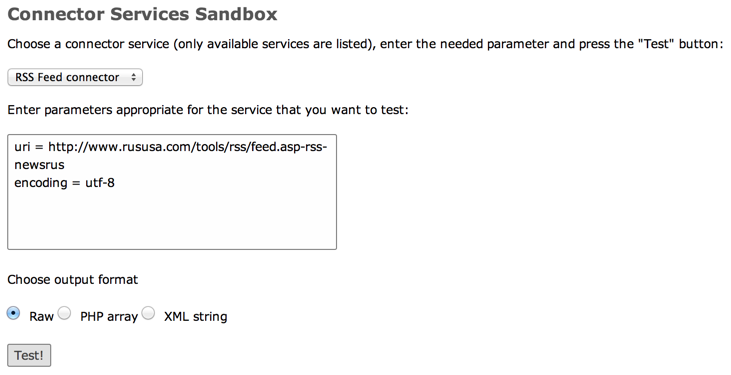 Connector Services Sandbox
Choose a connector service (only available services are listed), enter the needed parameter and press the "Test" button:
RSS Feed connector
Enter parameters appropriate for the service that you want to test:
uri = http://www.rususa.com/tools/rss/feed.asp-rss-
newsrus
encoding = utf-8
Choose output format
Raw PHP array XML string
Test!